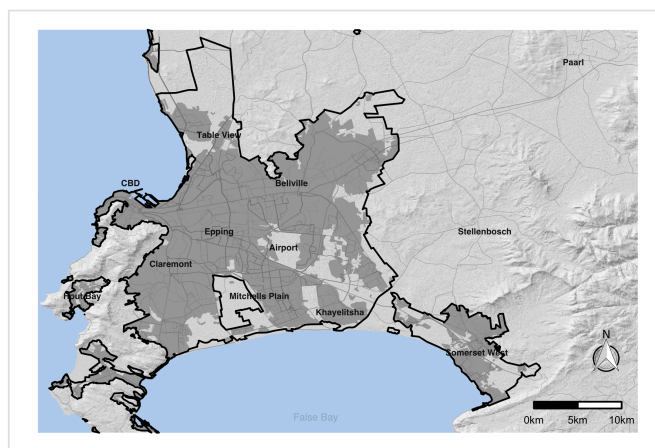 Paarl
Table View
CBD
Bellville
Epping
Stellenbosch
Airport
Claremont
Hout Bay
Mitchells Plain
Khayelitsha
N
Somerset West
0km 5km 10km
False Bay